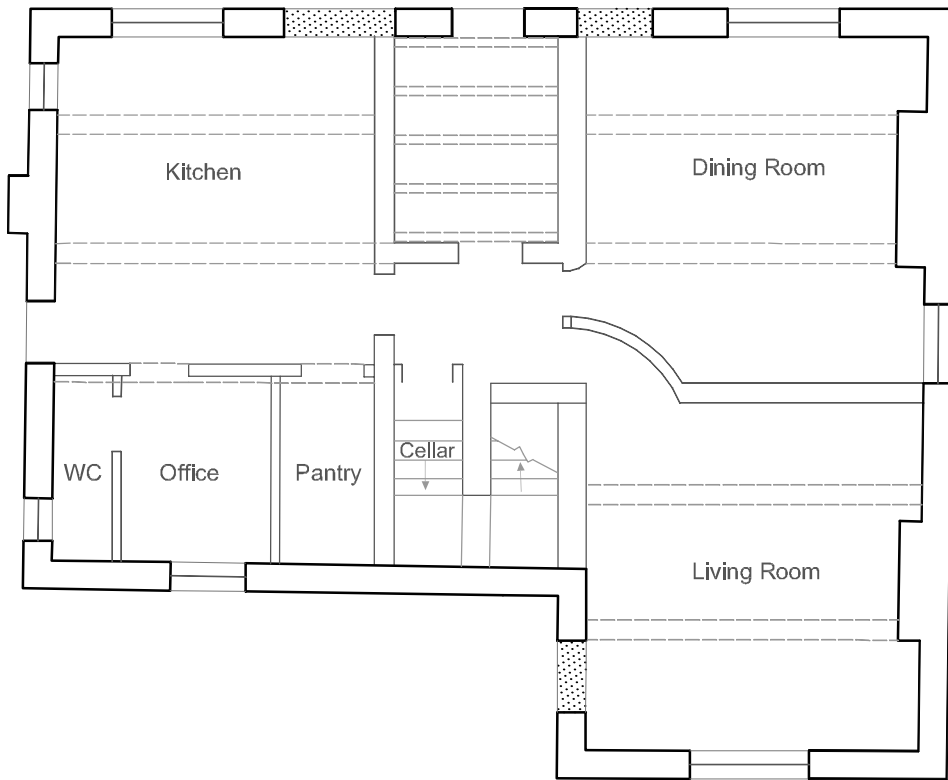 Kitchen
Dining Room
Cellar
WC
Office
Pantry
Living Room